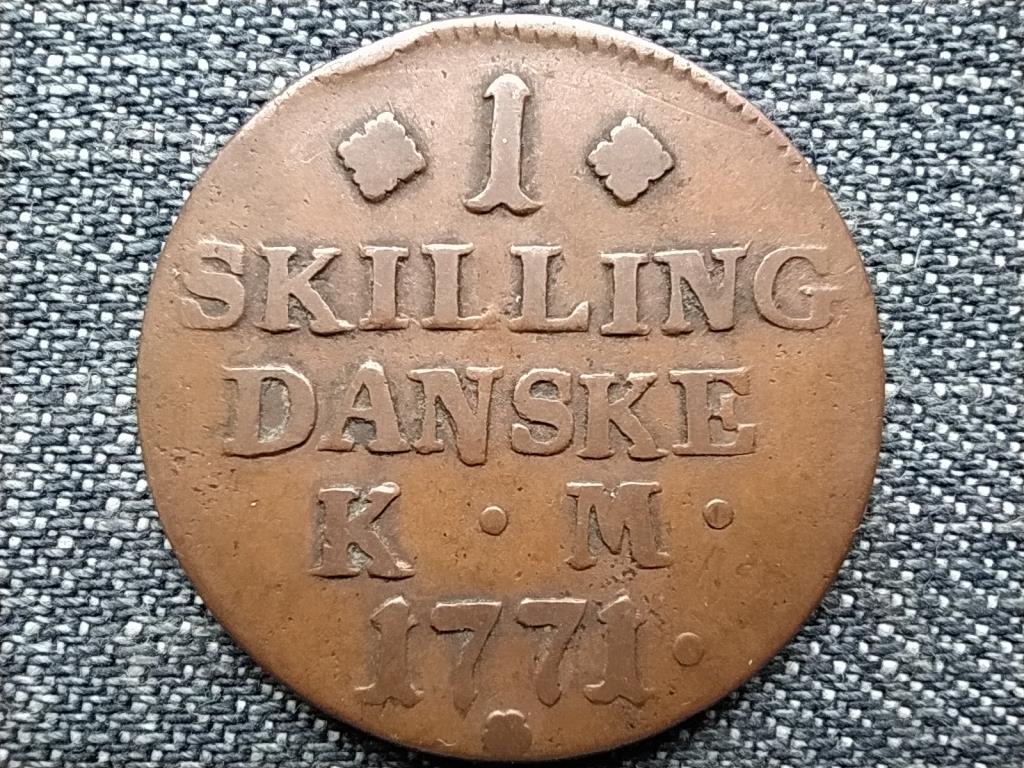 1
SKILLING
DANSKE
K · M ·
1771 ·